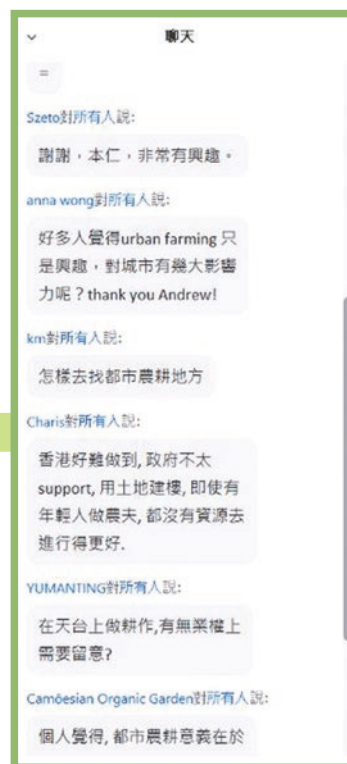 聊天
=
Szeto對所有人說:
謝謝，本仁，非常有興趣。
anna wong對所有人說:
好多人覺得urban farming 只
是興趣，對城市有幾大影響
力呢？thank you Andrew!
km對所有人說:
怎樣去找都市農耕地方
Charis對所有人說:
香港好難做到, 政府不太
support, 用土地建樓, 即使有
年輕人做農夫, 都沒有資源去
進行得更好.
YUMANTING對所有人說:
在天台上做耕作,有無業權上
需要留意?
Camöesian Organic Garden對所有人說:
個人覺得, 都市農耕意義在於